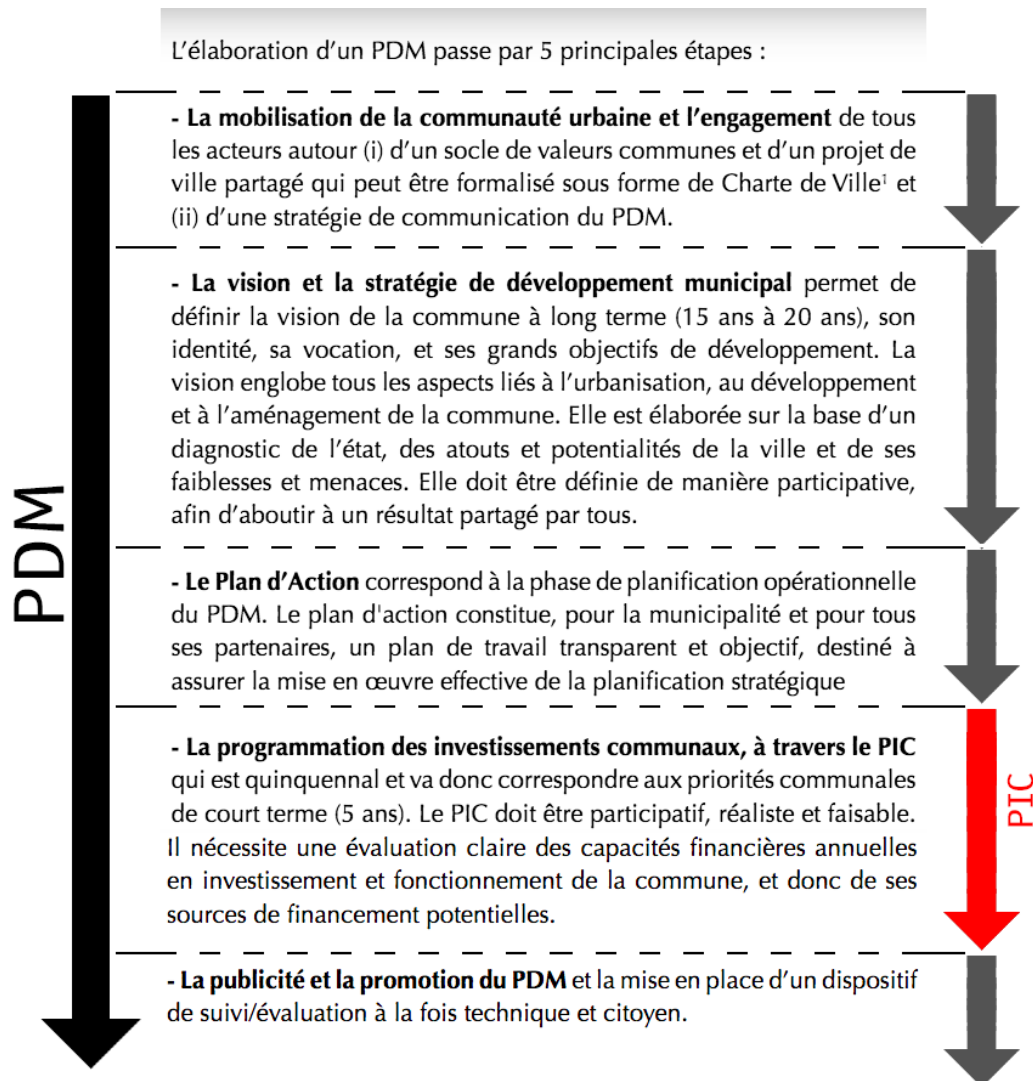 L’élaboration d’un PDM passe par 5 principales étapes :
- La mobilisation de la communauté urbaine et l’engagement de tous
les acteurs autour (i) d’un socle de valeurs communes et d’un projet de
ville partagé qui peut être formalisé sous forme de Charte de Ville¹ et
(ii) d’une stratégie de communication du PDM.
- La vision et la stratégie de développement municipal permet de
définir la vision de la commune à long terme (15 ans à 20 ans), son
identité, sa vocation, et ses grands objectifs de développement. La
vision englobe tous les aspects liés à l’urbanisation, au développement
et à l’aménagement de la commune. Elle est élaborée sur la base d’un
diagnostic de l’état, des atouts et potentialités de la ville et de ses
faiblesses et menaces. Elle doit être définie de manière participative,
afin d’aboutir à un résultat partagé par tous.
PDM
- Le Plan d’Action correspond à la phase de planification opérationnelle
du PDM. Le plan d'action constitue, pour la municipalité et pour tous
ses partenaires, un plan de travail transparent et objectif, destiné à
assurer la mise en œuvre effective de la planification stratégique
- La programmation des investissements communaux, à travers le PIC
qui est quinquennal et va donc correspondre aux priorités communales
de court terme (5 ans). Le PIC doit être participatif, réaliste et faisable.
Il nécessite une évaluation claire des capacités financières annuelles
en investissement et fonctionnement de la commune, et donc de ses
sources de financement potentielles.
PIC
- La publicité et la promotion du PDM et la mise en place d’un dispositif
de suivi/évaluation à la fois technique et citoyen.